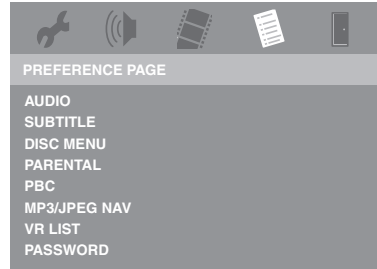 PREFERENCE PAGE
AUDIO
SUBTITLE
DISC MENU
PARENTAL
PBC
MP3/JPEG NAV
VR LIST
PASSWORD